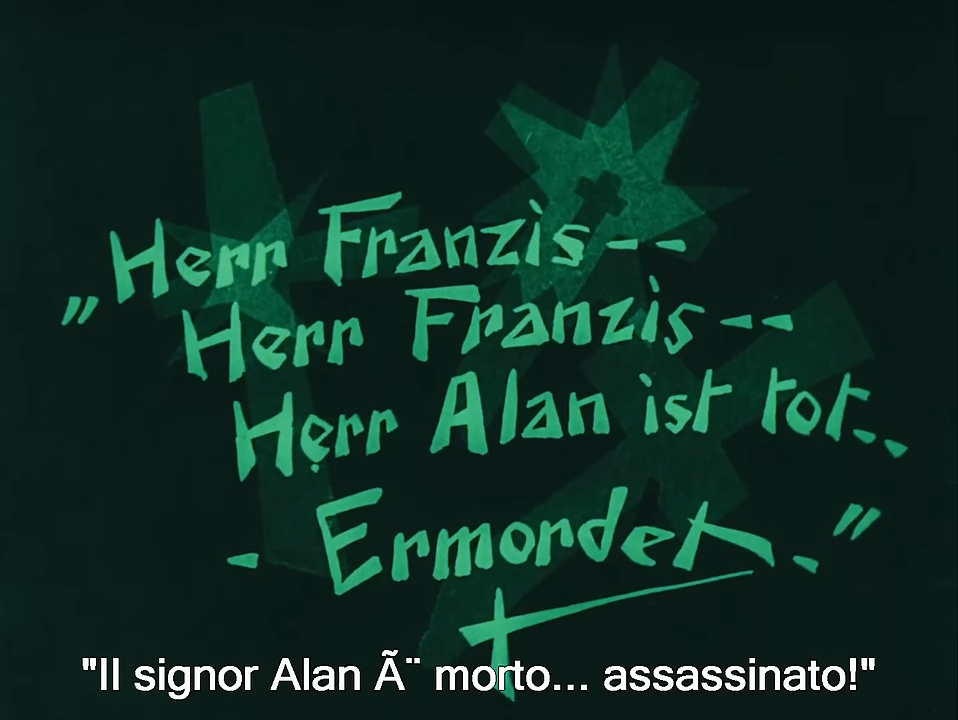 „Herr Franzis--
Herr Franzis--
Herr Alan ist tot..
- Ermordet.-"
"Il signor Alan Ã¨ morto... assassinato!"